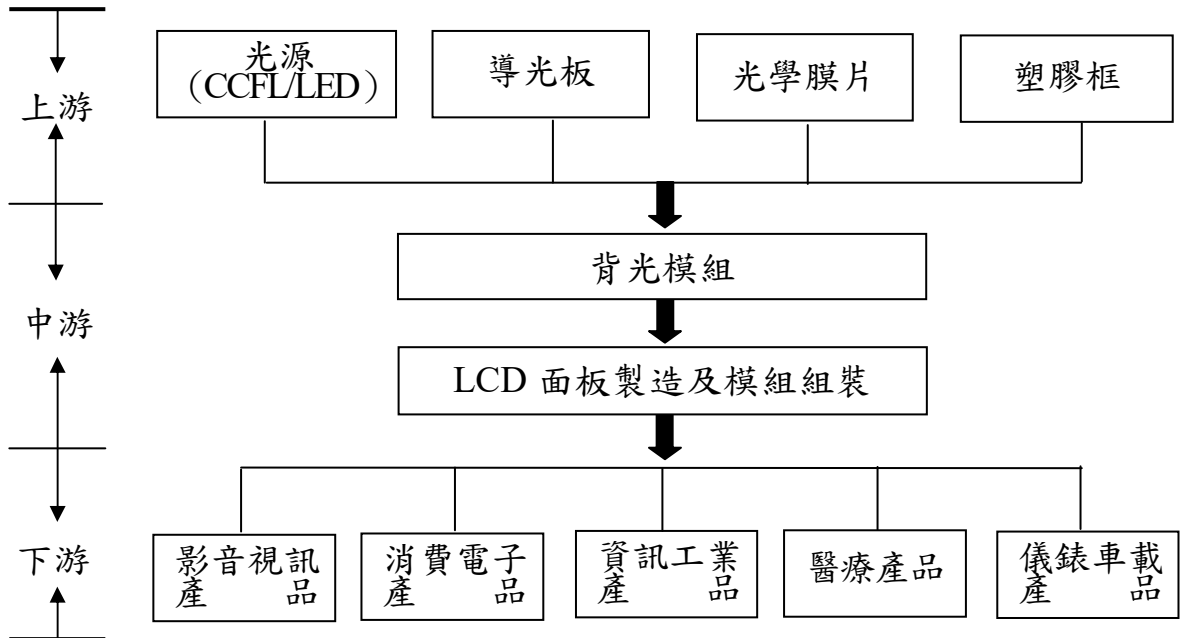 光源
（CCFL/LED）
導光板
光學膜片
塑膠框
上游
背光模組
中游
LCD 面板製造及模組組裝
下游
影音視訊
產品
消費電子
產品
資訊工業
產品
醫療產品
儀錶車載
產品